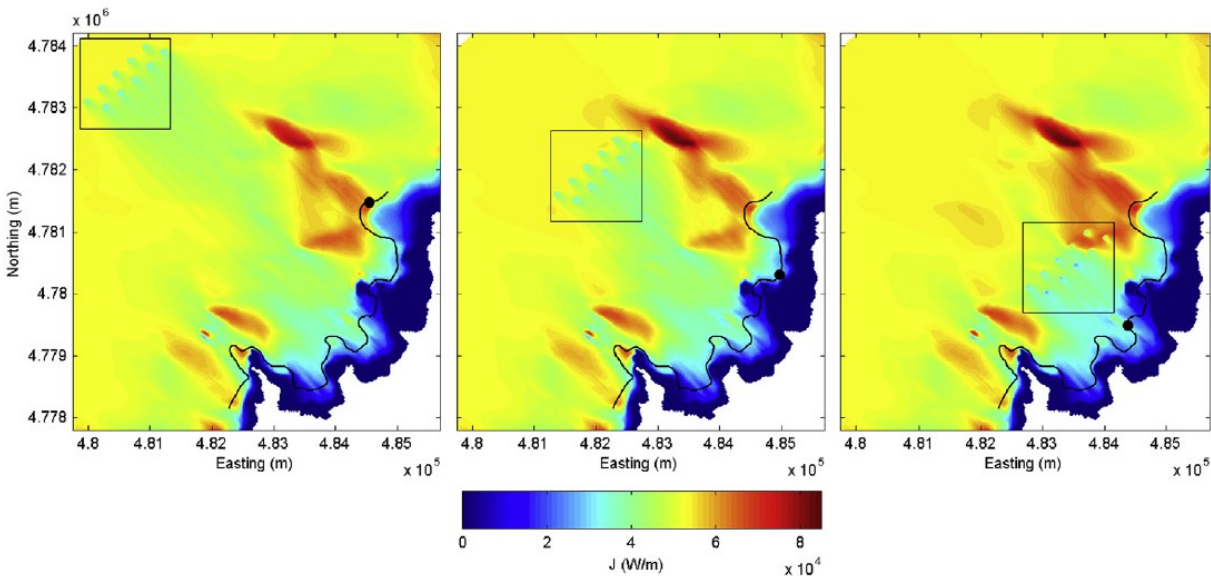 x 10^6
4.784
4.783
4.782
4.781
4.78
4.779
4.778
Northing (m)
4.8 4.81 4.82 4.83 4.84 4.85
Easting (m)
x 10^5
4.8 4.81 4.82 4.83 4.84 4.85
Easting (m)
x 10^5
4.8 4.81 4.82 4.83 4.84 4.85
Easting (m)
x 10^5
0 2 4 6 8
J (W/m)
x 10^4